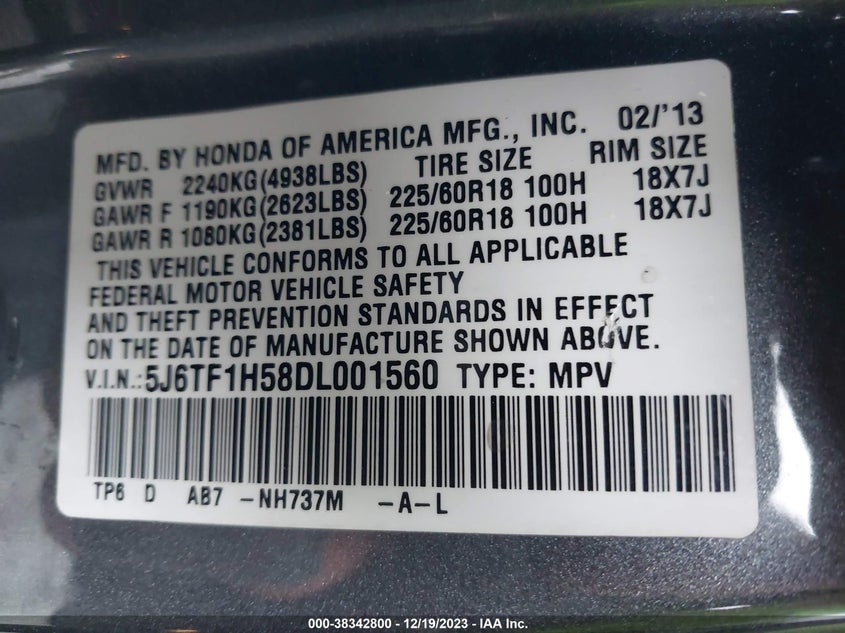 MFD. BY HONDA OF AMERICA MFG., INC. 02/'13
GVWR 2240KG(4938LBS) TIRE SIZE RIM SIZE
GAWR F 1190KG(2623LBS) 225/60R18 100H 18X7J
GAWR R 1080KG(2381LBS) 225/60R18 100H 18X7J
THIS VEHICLE CONFORMS TO ALL APPLICABLE
FEDERAL MOTOR VEHICLE SAFETY
AND THEFT PREVENTION STANDARDS IN EFFECT
ON THE DATE OF MANUFACTURE SHOWN ABOVE.
V.I.N.:5J6TF1H58DL001560 TYPE: MPV
TP6 D AB7 -NH737M -A-L
000-38342800 - 12/19/2023 - IAA Inc.